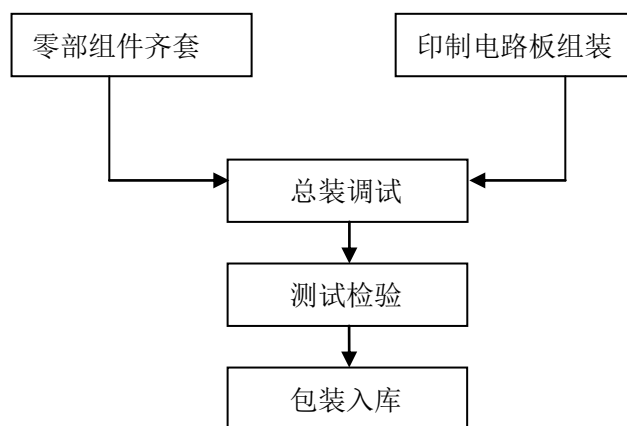 零部组件齐套
印制电路板组装
总装调试
测试检验
包装入库